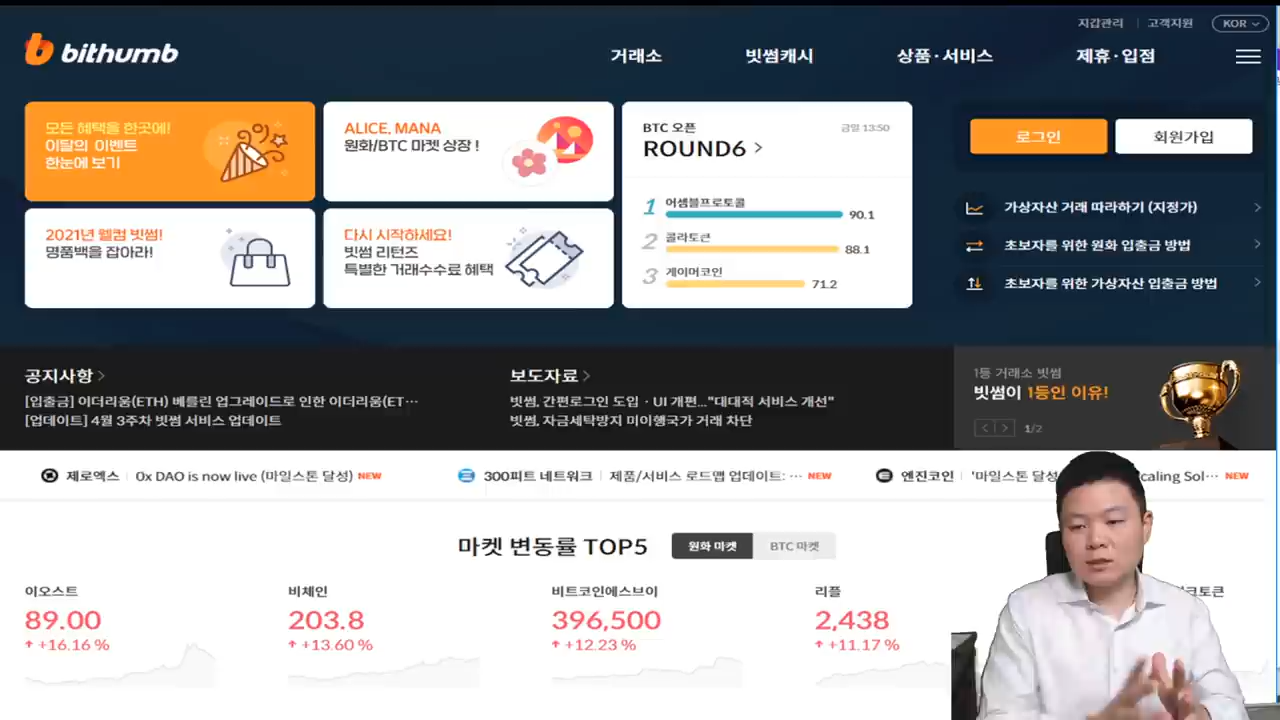 지갑관리
고객지원
KOR
bithumb
거래소
빗썸캐시
상품·서비스
제휴·입점
모든 혜택을 한곳에!
이달의 이벤트
한눈에 보기
ALICE, MANA
원화/BTC 마켓 상장 !
2021년 웰컴 빗썸!
명품백을 잡아라!
다시 시작하세요!
빗썸 리턴즈
특별한 거래수수료 혜택
BTC 오픈
금일 13:50
ROUND6
1 어셈블프로토콜 90.1
2 콜라토큰 88.1
3 게이머코인 71.2
로그인
회원가입
가상자산 거래 따라하기 (지정가)
초보자를 위한 원화 입출금 방법
초보자를 위한 가상자산 입출금 방법
공지사항
[입출금] 이더리움(ETH) 베를린 업그레이드로 인한 이더리움(ET···
[업데이트] 4월 3주차 빗썸 서비스 업데이트
보도자료
빗썸, 간편로그인 도입 · UI 개편..."대대적 서비스 개선"
빗썸, 자금세탁방지 미이행국가 거래 차단
1등 거래소 빗썸
빗썸이 1등인 이유!
1/2
제로엑스 0x DAO is now live (마일스톤 달성) NEW
300피트 네트워크 제품/서비스 로드맵 업데이트: ··· NEW
엔진코인 '마일스톤 caling Sol··· NEW
마켓 변동률 TOP5
원화 마켓
BTC 마켓
이오스트
89.00
+16.16 %
비체인
203.8
+13.60 %
비트코인에스브이
396,500
+12.23 %
리플
2,438
+11.17 %
크토큰